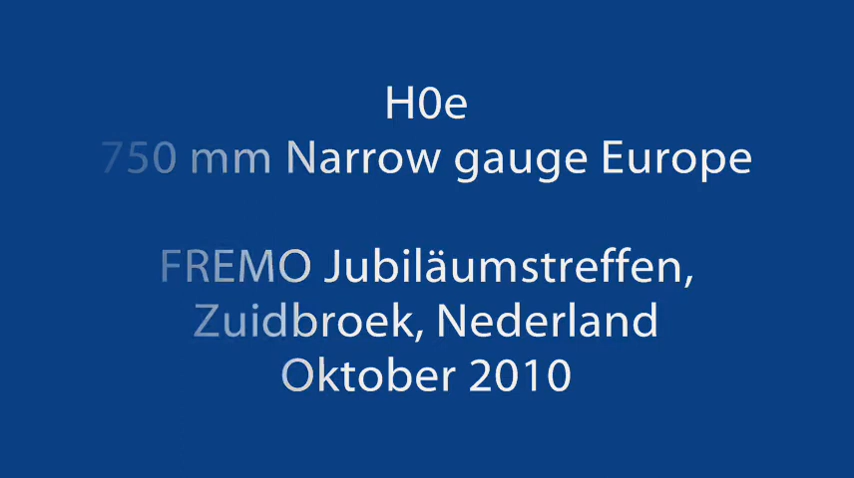 H0e
750 mm Narrow gauge Europe
FREMO Jubiläumstreffen,
Zuidbroek, Nederland
Oktober 2010